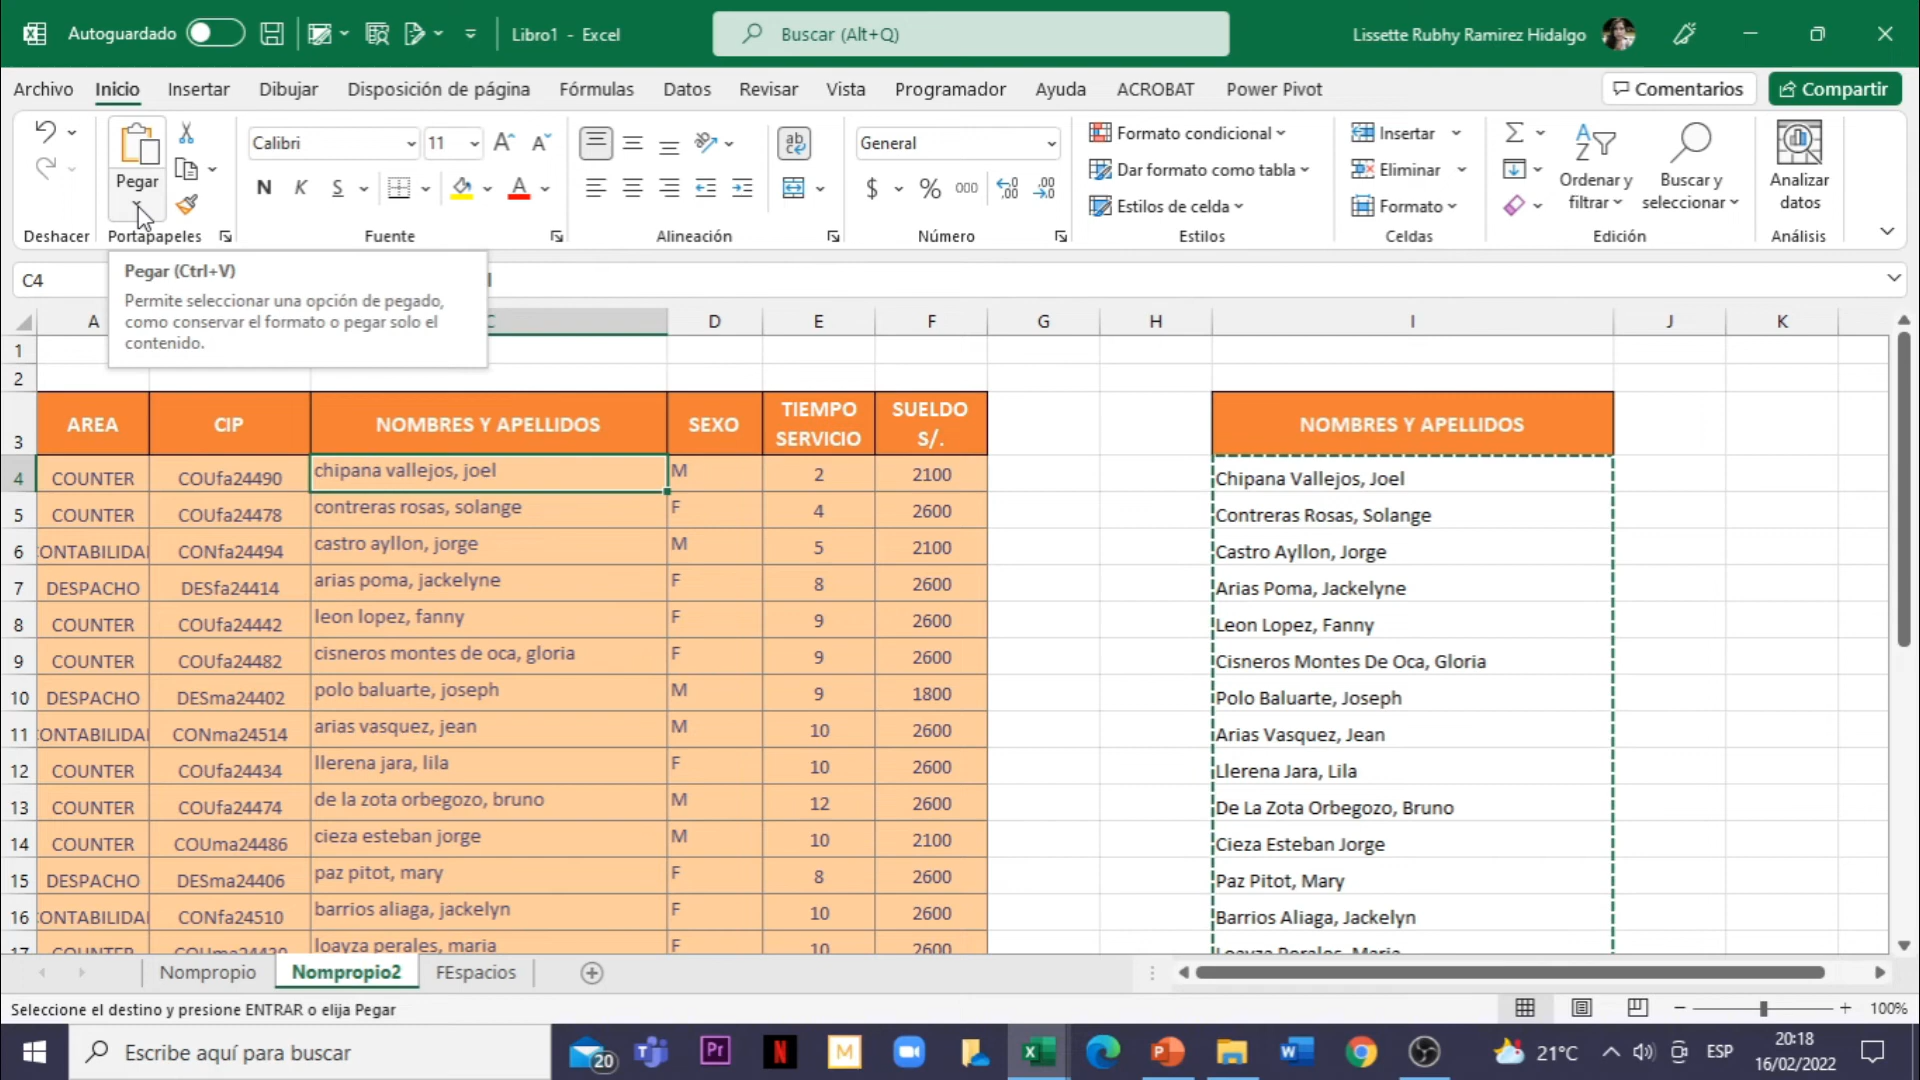 Autoguardado
Libro1 - Excel
Buscar (Alt+Q)
Lissette Rubhy Ramirez Hidalgo
Archivo Inicio Insertar Dibujar Disposición de página Fórmulas Datos Revisar Vista Programador Ayuda ACROBAT Power Pivot
Comentarios Compartir
Pegar
Calibri 11
N K S
ab
General
$ % 000
Formato condicional
Dar formato como tabla
Estilos de celda
Insertar
Eliminar
Formato
Ordenar y filtrar
Buscar y seleccionar
Analizar datos
Deshacer Portapapeles Fuente Alineación Número Estilos Celdas Edición Análisis
C4
Pegar (Ctrl+V)
Permite seleccionar una opción de pegado,
como conservar el formato o pegar solo el
contenido.
A C D E F G H I J K
1
2
3 AREA CIP NOMBRES Y APELLIDOS SEXO TIEMPO SERVICIO SUELDO S/. NOMBRES Y APELLIDOS
4 COUNTER COUfa24490 chipana vallejos, joel M 2 2100 Chipana Vallejos, Joel
5 COUNTER COUfa24478 contreras rosas, solange F 4 2600 Contreras Rosas, Solange
6 CONTABILIDA CONfa24494 castro ayllon, jorge M 5 2100 Castro Ayllon, Jorge
7 DESPACHO DESfa24414 arias poma, jackelyne F 8 2600 Arias Poma, Jackelyne
8 COUNTER COUfa24442 leon lopez, fanny F 9 2600 Leon Lopez, Fanny
9 COUNTER COUfa24482 cisneros montes de oca, gloria F 9 2600 Cisneros Montes De Oca, Gloria
10 DESPACHO DESma24402 polo baluarte, joseph M 9 1800 Polo Baluarte, Joseph
11 CONTABILIDA CONma24514 arias vasquez, jean M 10 2600 Arias Vasquez, Jean
12 COUNTER COUfa24434 llerena jara, lila F 10 2600 Llerena Jara, Lila
13 COUNTER COUfa24474 de la zota orbegozo, bruno M 12 2600 De La Zota Orbegozo, Bruno
14 COUNTER COUma24486 cieza esteban jorge M 10 2100 Cieza Esteban Jorge
15 DESPACHO DESma24406 paz pitot, mary F 8 2600 Paz Pitot, Mary
16 CONTABILIDA CONfa24510 barrios aliaga, jackelyn F 10 2600 Barrios Aliaga, Jackelyn
17 COUNTER loayza perales, maria F 10 2600 Loayza Perales, Maria
Nompropio Nompropio2 FEspacios
Seleccione el destino y presione ENTRAR o elija Pegar
100%
Escribe aquí para buscar
20
Pr
N
M
21°C
ESP
20:18
16/02/2022